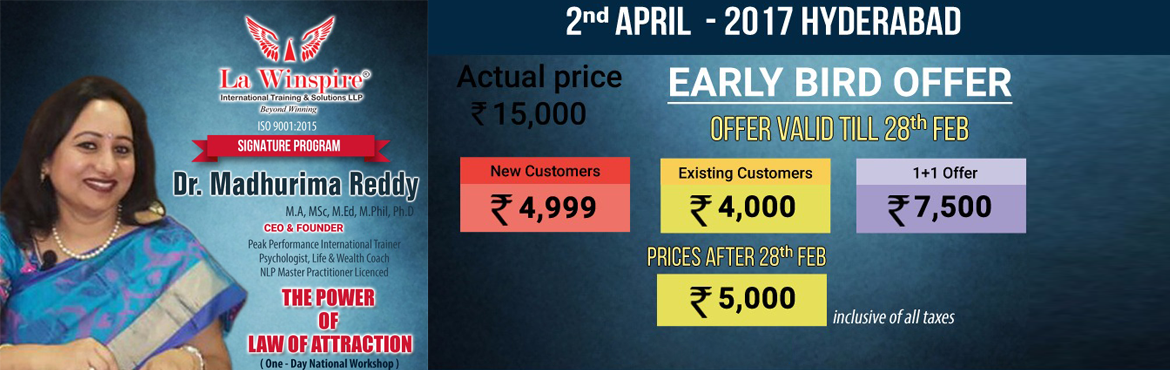 La Winspire®
International Training & Solutions LLP
Beyond Winning
ISO 9001:2015
SIGNATURE PROGRAM
Dr. Madhurima Reddy
M.A, MSc, M.Ed, M.Phil, Ph.D
CEO & FOUNDER
Peak Performance International Trainer
Psychologist, Life & Wealth Coach
NLP Master Practitioner Licenced
THE POWER
OF
LAW OF ATTRACTION
( One - Day National Workshop )
2nd APRIL - 2017 HYDERABAD
Actual price
₹ 15,000
EARLY BIRD OFFER
OFFER VALID TILL 28th FEB
New Customers
₹ 4,999
Existing Customers
₹ 4,000
1+1 Offer
₹ 7,500
PRICES AFTER 28th FEB
₹ 5,000
inclusive of all taxes